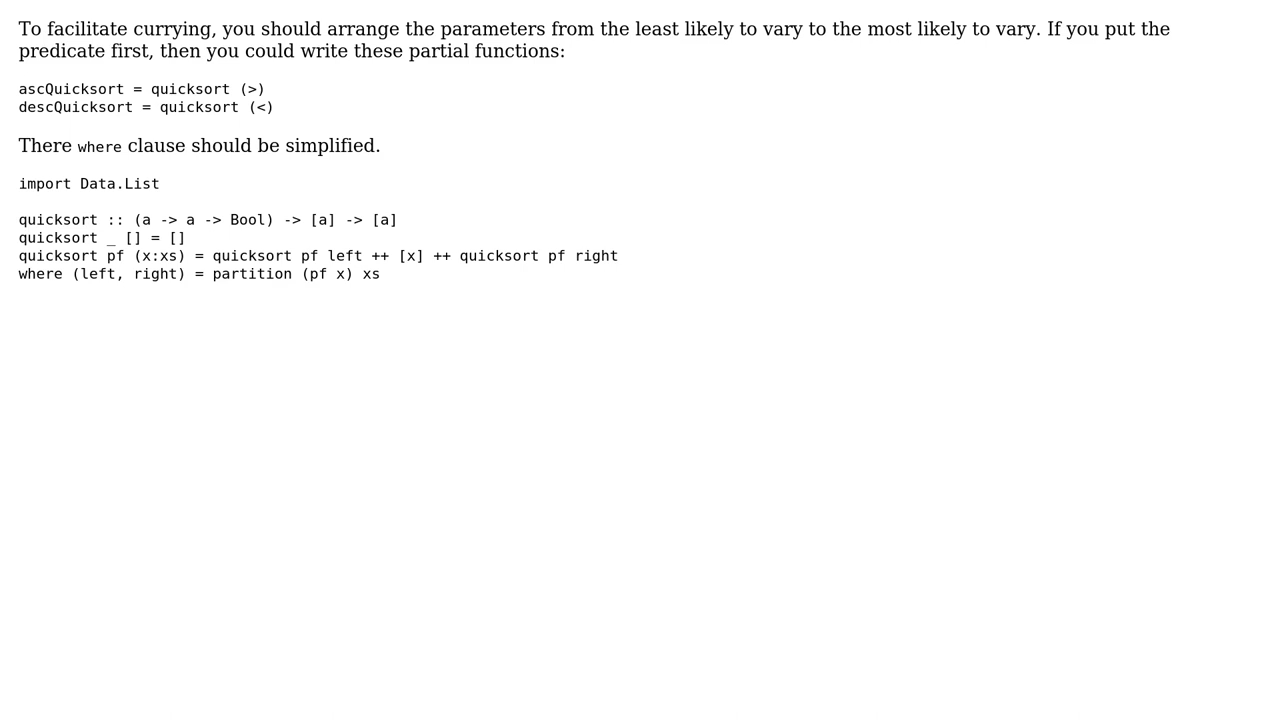 To facilitate currying, you should arrange the parameters from the least likely to vary to the most likely to vary. If you put the
predicate first, then you could write these partial functions:
ascQuicksort = quicksort (>)
descQuicksort = quicksort (<)
There where clause should be simplified.
import Data.List
quicksort :: (a -> a -> Bool) -> [a] -> [a]
quicksort _ [] = []
quicksort pf (x:xs) = quicksort pf left ++ [x] ++ quicksort pf right
where (left, right) = partition (pf x) xs